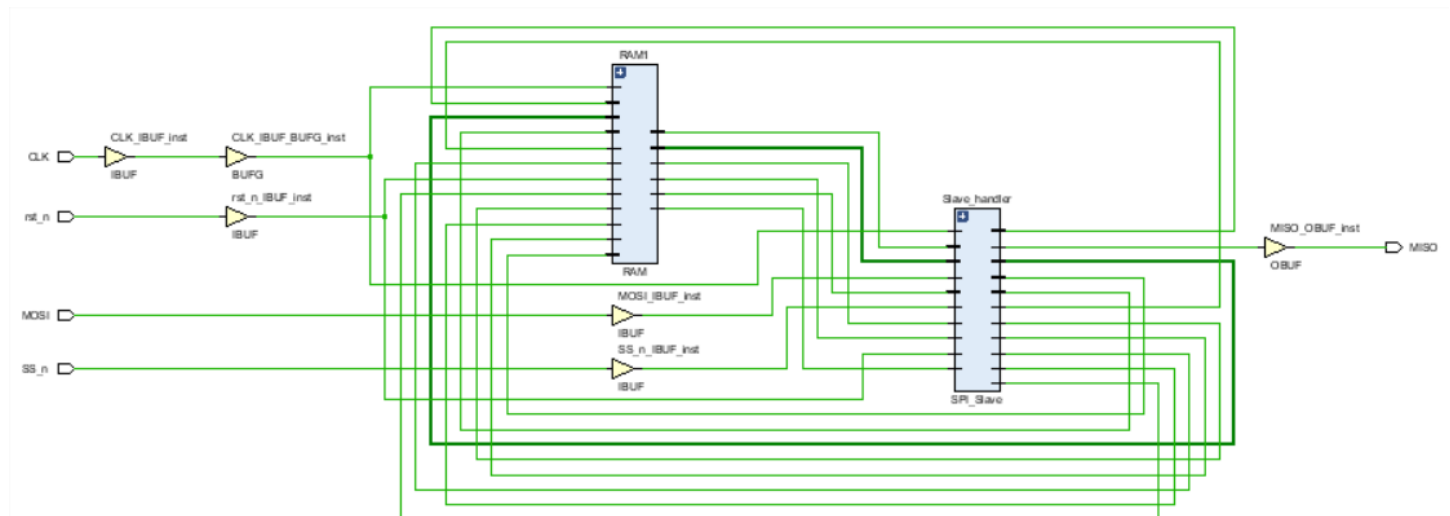 RAM1
CLK_IBUF_inst
CLK_IBUF_BUFG_inst
CLK
IBUF
BUFG
rst_n_IBUF_inst
rst_n
IBUF
Slave_handler
MISO_OBUF_inst
MISO
OBUF
RAM
MOSI_IBUF_inst
MOSI
IBUF
SS_n_IBUF_inst
SS_n
IBUF
SPI_Slave